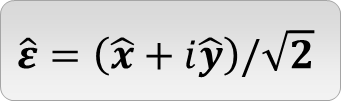 ε̂ = (x̂ + iŷ)/√2